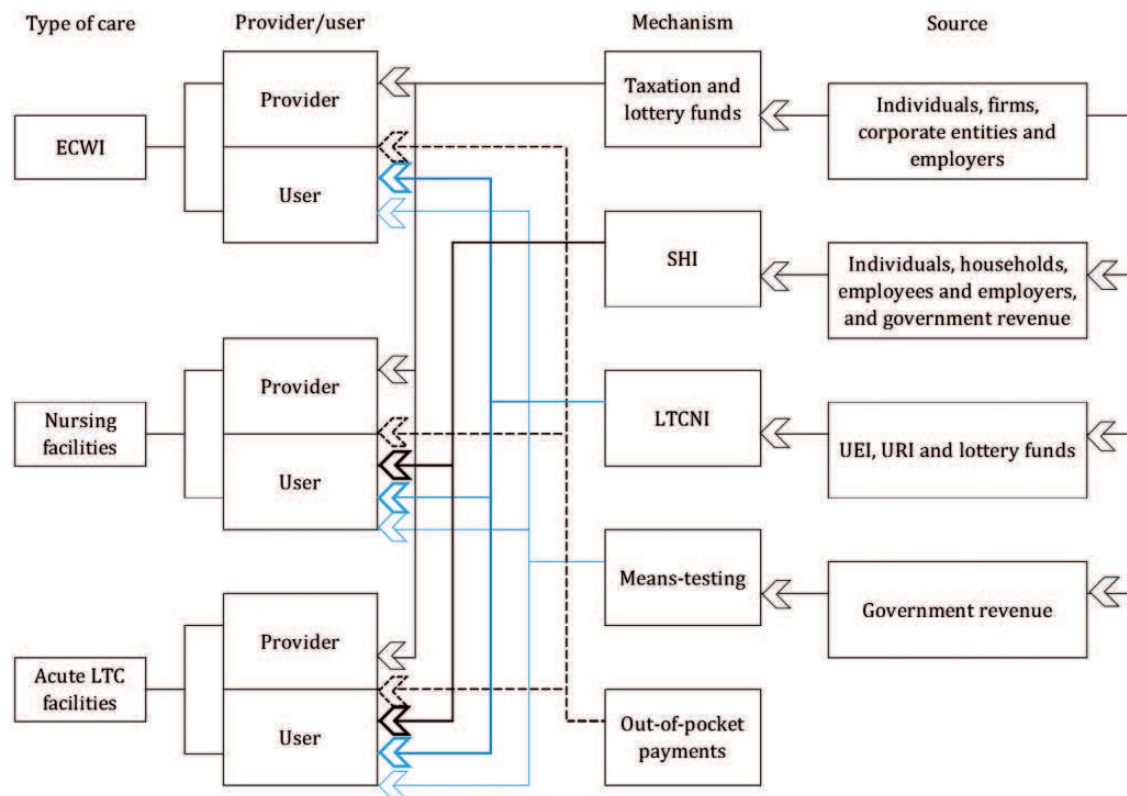 Type of care
Provider/user
Mechanism
Source
ECWI
Provider
User
Taxation and
lottery funds
Individuals, firms,
corporate entities and
employers
SHI
Individuals, households,
employees and employers,
and government revenue
Nursing
facilities
Provider
User
LTCNI
UEI, URI and lottery funds
Means-testing
Government revenue
Acute LTC
facilities
Provider
User
Out-of-pocket
payments